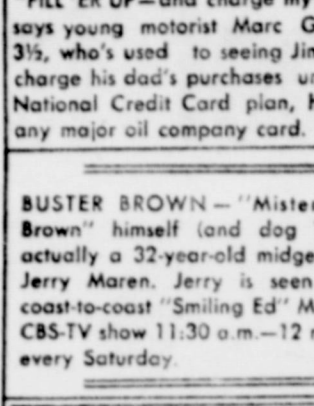 "FILL 'ER UP—and charge my
says young motorist Marc G
3½, who's used to seeing Jim
charge his dad's purchases un
National Credit Card plan, h
any major oil company card.
BUSTER BROWN — "Mister
Brown" himself (and dog
actually a 32-year-old midge
Jerry Maren. Jerry is seen
coast-to-coast "Smiling Ed" M
CBS-TV show 11:30 a.m.—12 n
every Saturday.